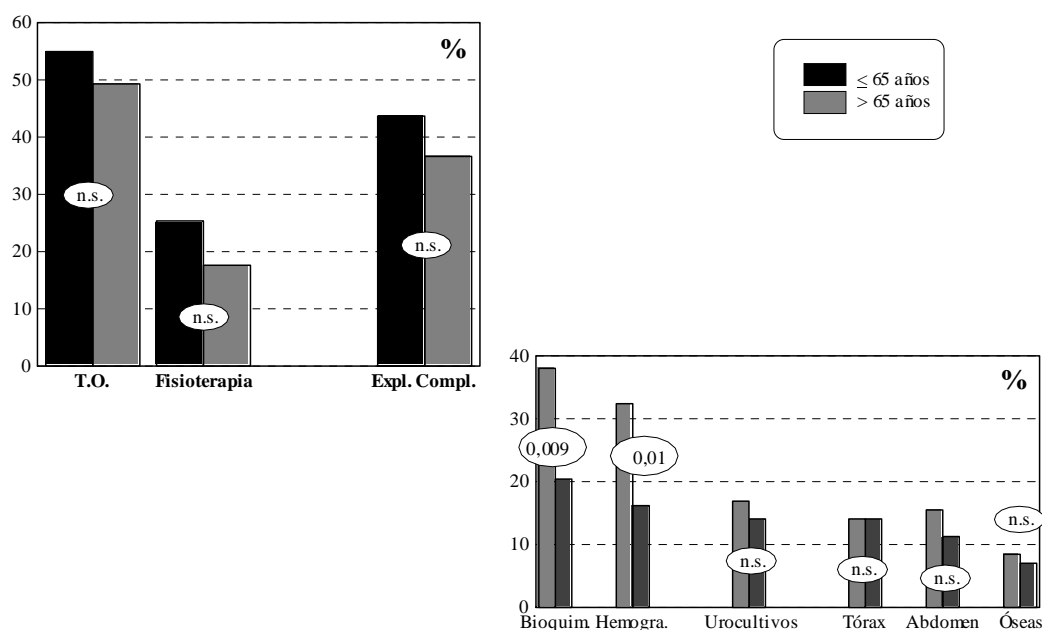 60
50
40
30
20
10
0
%
n.s.
n.s.
n.s.
T.O. Fisioterapia Expl. Compl.
≤ 65 años
> 65 años
40
30
20
10
0
%
0,009
0,01
n.s.
n.s.
n.s.
n.s.
Bioquim. Hemogra. Urocultivos Tórax Abdomen Óseas